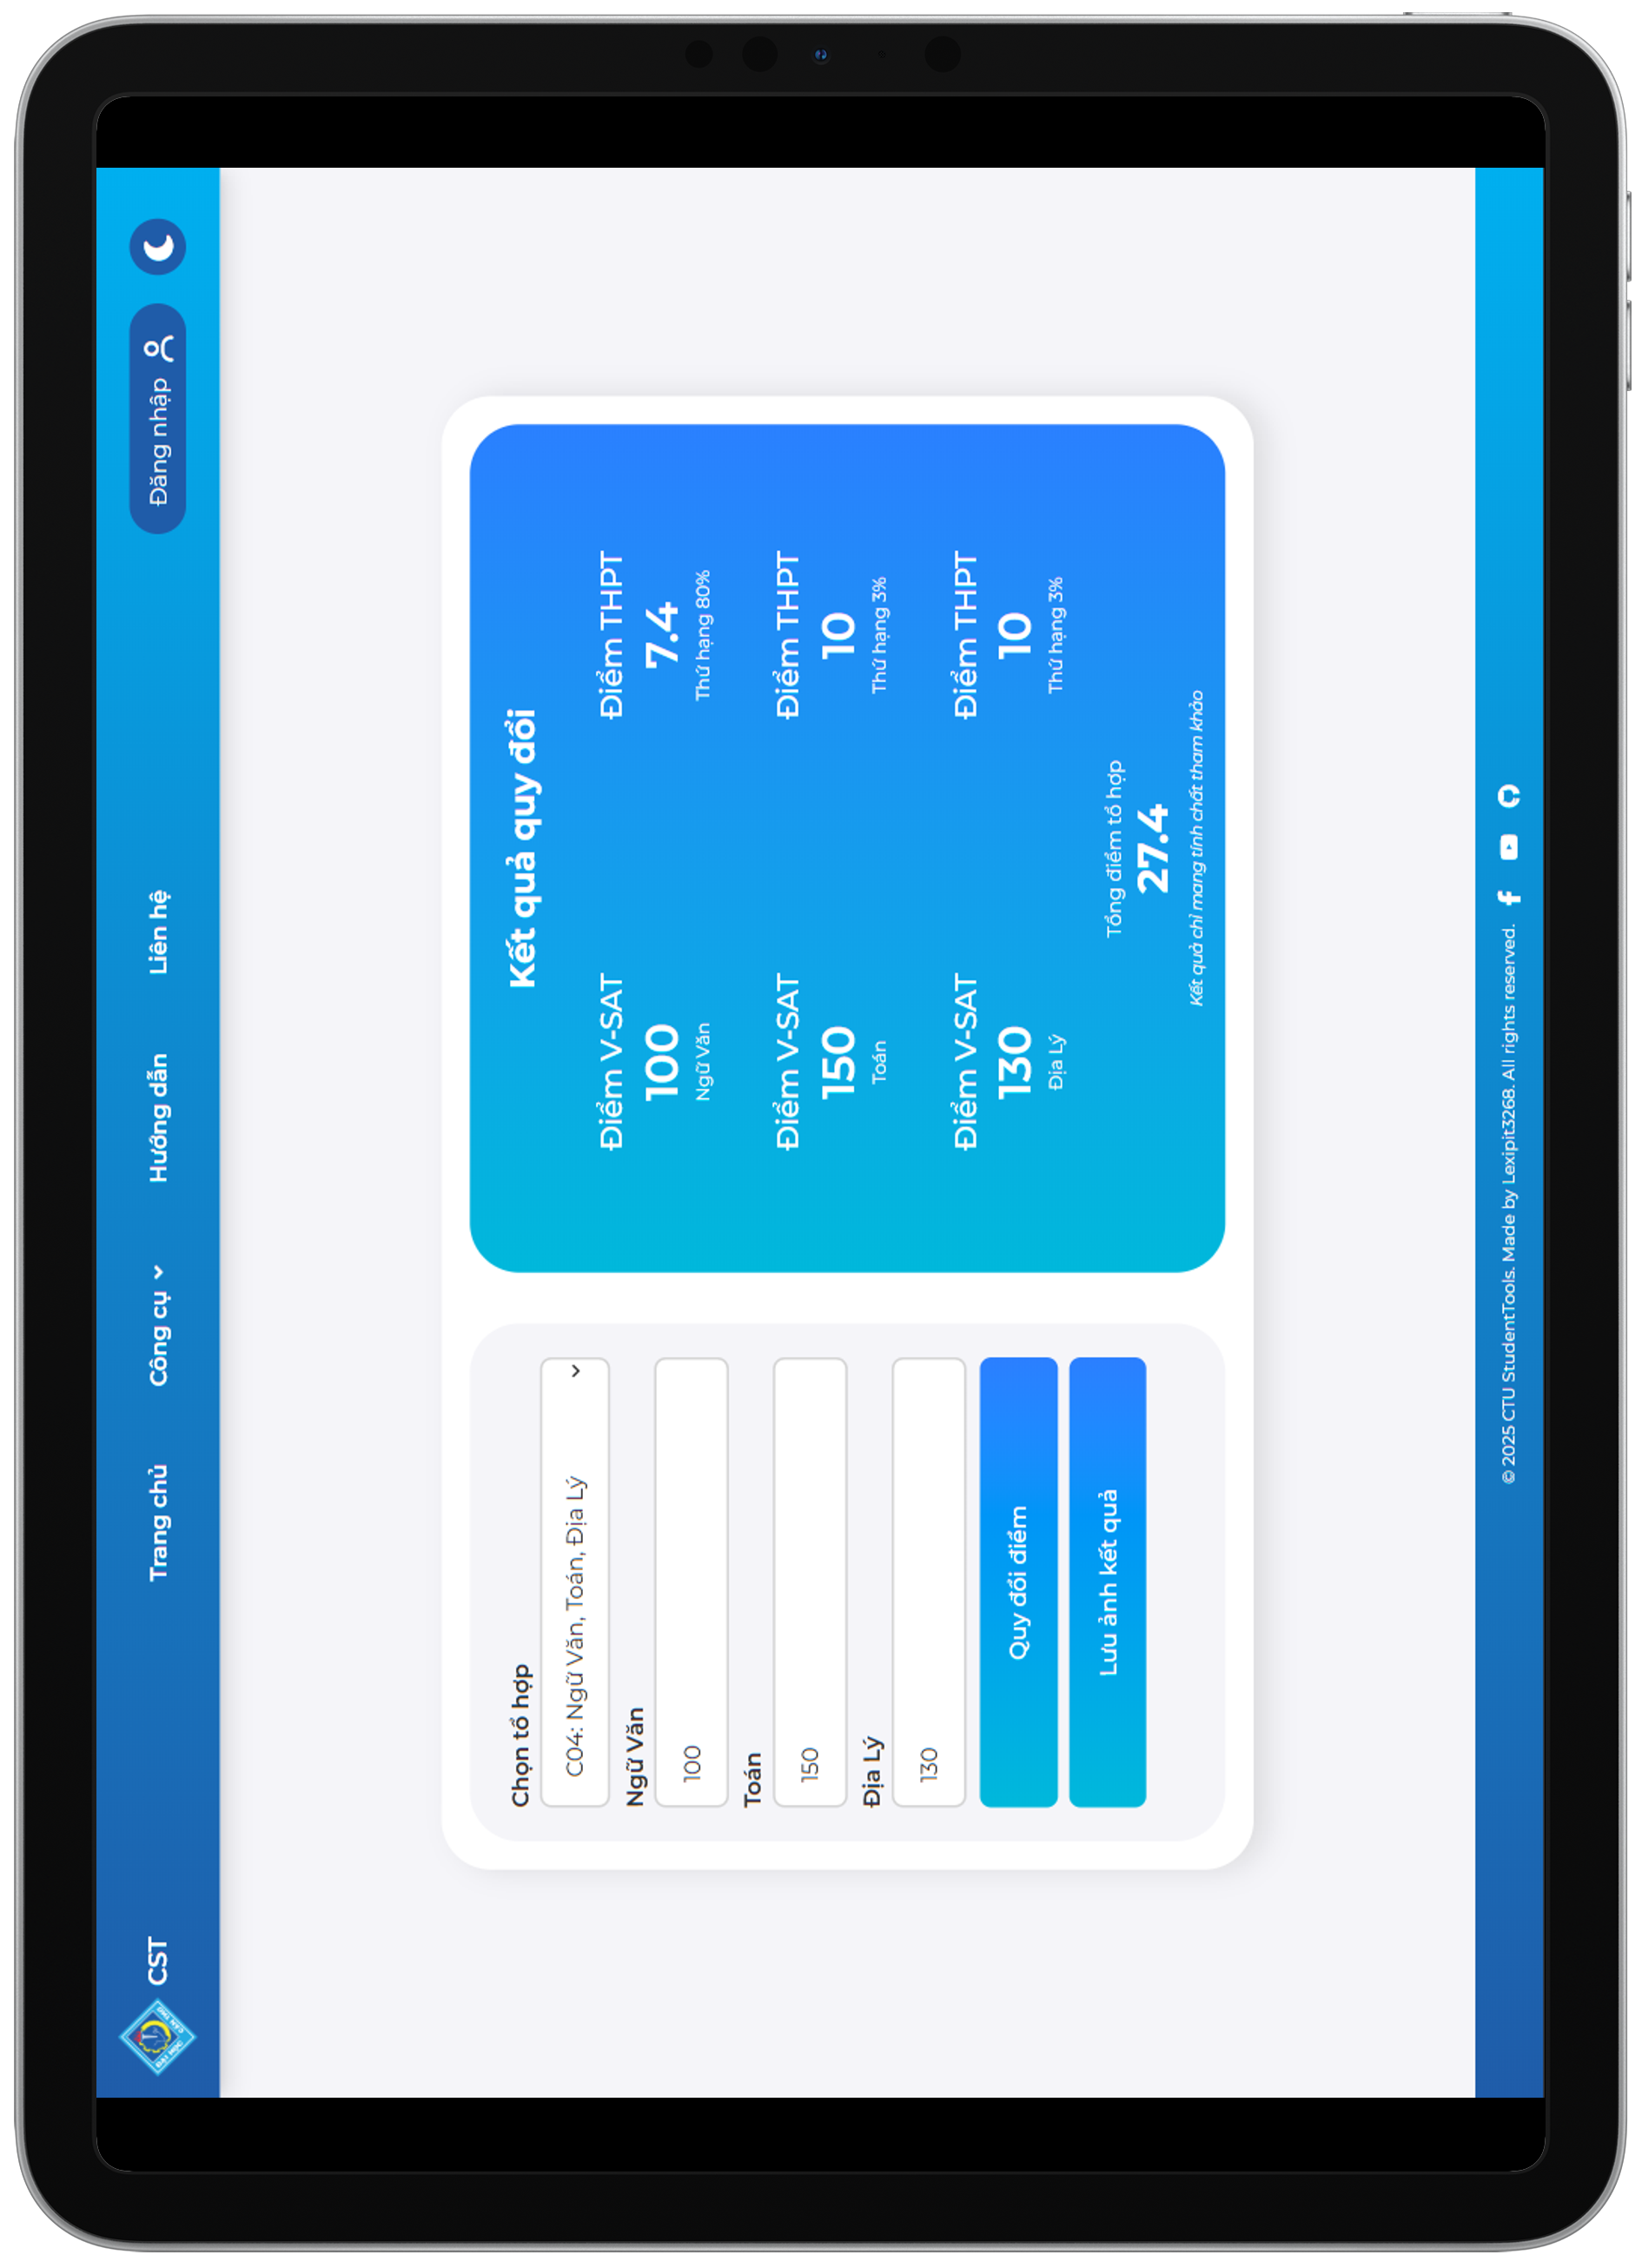 ĐẠI HỌC
CẦN THƠ
CST
Trang chủ
Công cụ
Hướng dẫn
Liên hệ
Đăng nhập
Chọn tổ hợp
C04: Ngữ Văn, Toán, Địa Lý
Ngữ Văn
100
Toán
150
Địa Lý
130
Quy đổi điểm
Lưu ảnh kết quả
Kết quả quy đổi
Điểm V-SAT
100
Ngữ Văn
Điểm THPT
7.4
Thứ hạng 80%
Điểm V-SAT
150
Toán
Điểm THPT
10
Thứ hạng 3%
Điểm V-SAT
130
Địa Lý
Điểm THPT
10
Thứ hạng 3%
Tổng điểm tổ hợp
27.4
Kết quả chỉ mang tính chất tham khảo
© 2025 CTU StudentTools. Made by Lexipit3268. All rights reserved.